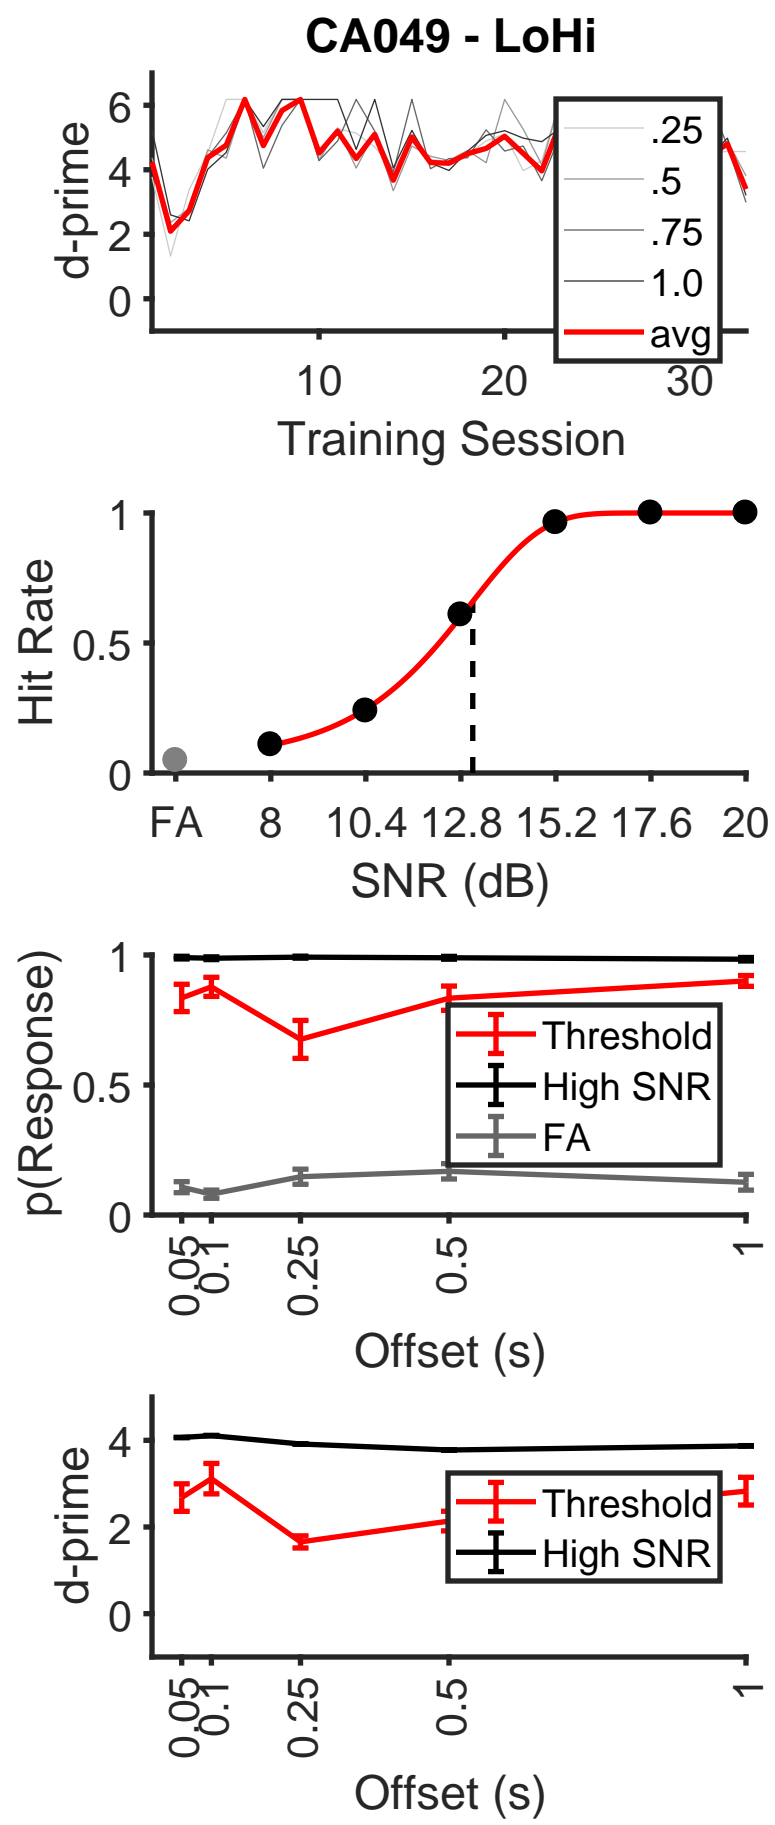 CA049 - LoHi
d-prime
6
4
2
0
.25
.5
.75
1.0
avg
10 20 30
Training Session
Hit Rate
1
0.5
0
FA 8 10.4 12.8 15.2 17.6 20
SNR (dB)
p(Response)
1
0.5
0
Threshold
High SNR
FA
0.05 0.1 0.25 0.5 1
Offset (s)
d-prime
4
2
0
Threshold
High SNR
0.05 0.1 0.25 0.5 1
Offset (s)